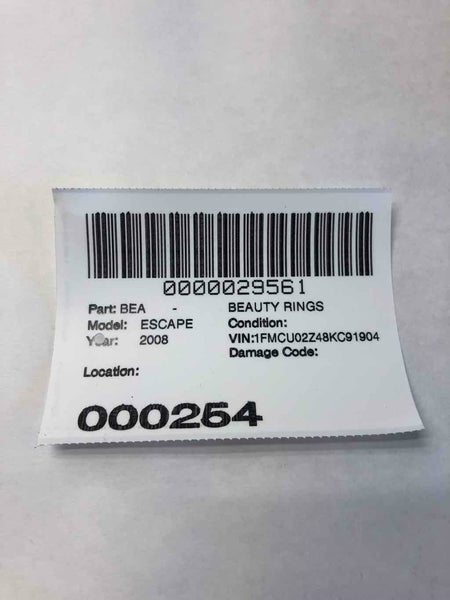 0000029561
Part: BEA - BEAUTY RINGS
Model: ESCAPE Condition:
Year: 2008 VIN:1FMCU02Z48KC91904
Damage Code:
Location:
000254